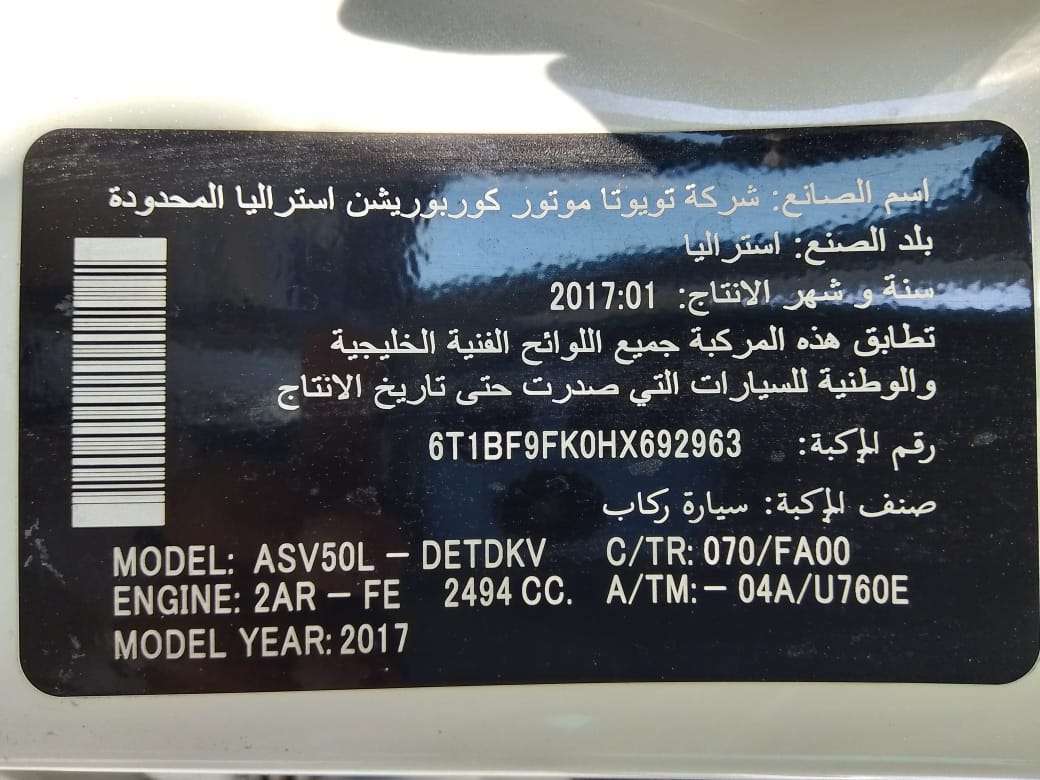 اسم الصانع: شركة تويوتا موتور كوربوريشن استراليا المحدودة
بلد الصنع: استراليا
سنة و شهر الانتاج: 2017:01
تطابق هذه المركبة جميع اللوائح الفنية الخليجية
والوطنية للسيارات التي صدرت حتى تاريخ الانتاج
رقم المركبة: 6T1BF9FK0HX692963
صنف المركبة: سيارة ركاب
MODEL: ASV50L - DETDKV C/TR: 070/FA00
ENGINE: 2AR - FE 2494 CC. A/TM: - 04A/U760E
MODEL YEAR: 2017